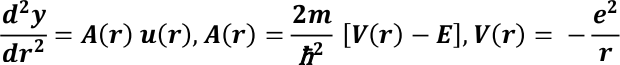 d²y/dr² = A(r) u(r), A(r) = 2m/ℏ² [V(r) − E], V(r) = − e²/r